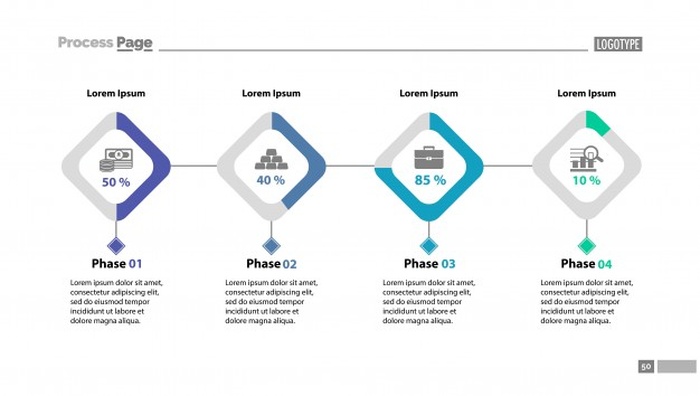 Process Page
LOGOTYPE
Lorem Ipsum
Lorem Ipsum
Lorem Ipsum
Lorem Ipsum
50 %
40 %
85 %
10 %
Phase 01
Phase 02
Phase 03
Phase 04
Lorem ipsum dolor sit amet,
consectetur adipiscing elit,
sed do eiusmod tempor
incididunt ut labore et
dolore magna aliqua.
Lorem ipsum dolor sit amet,
consectetur adipiscing elit,
sed do eiusmod tempor
incididunt ut labore et
dolore magna aliqua.
Lorem ipsum dolor sit amet,
consectetur adipiscing elit,
sed do eiusmod tempor
incididunt ut labore et
dolore magna aliqua.
Lorem ipsum dolor sit amet,
consectetur adipiscing elit,
sed do eiusmod tempor
incididunt ut labore et
dolore magna aliqua.
50